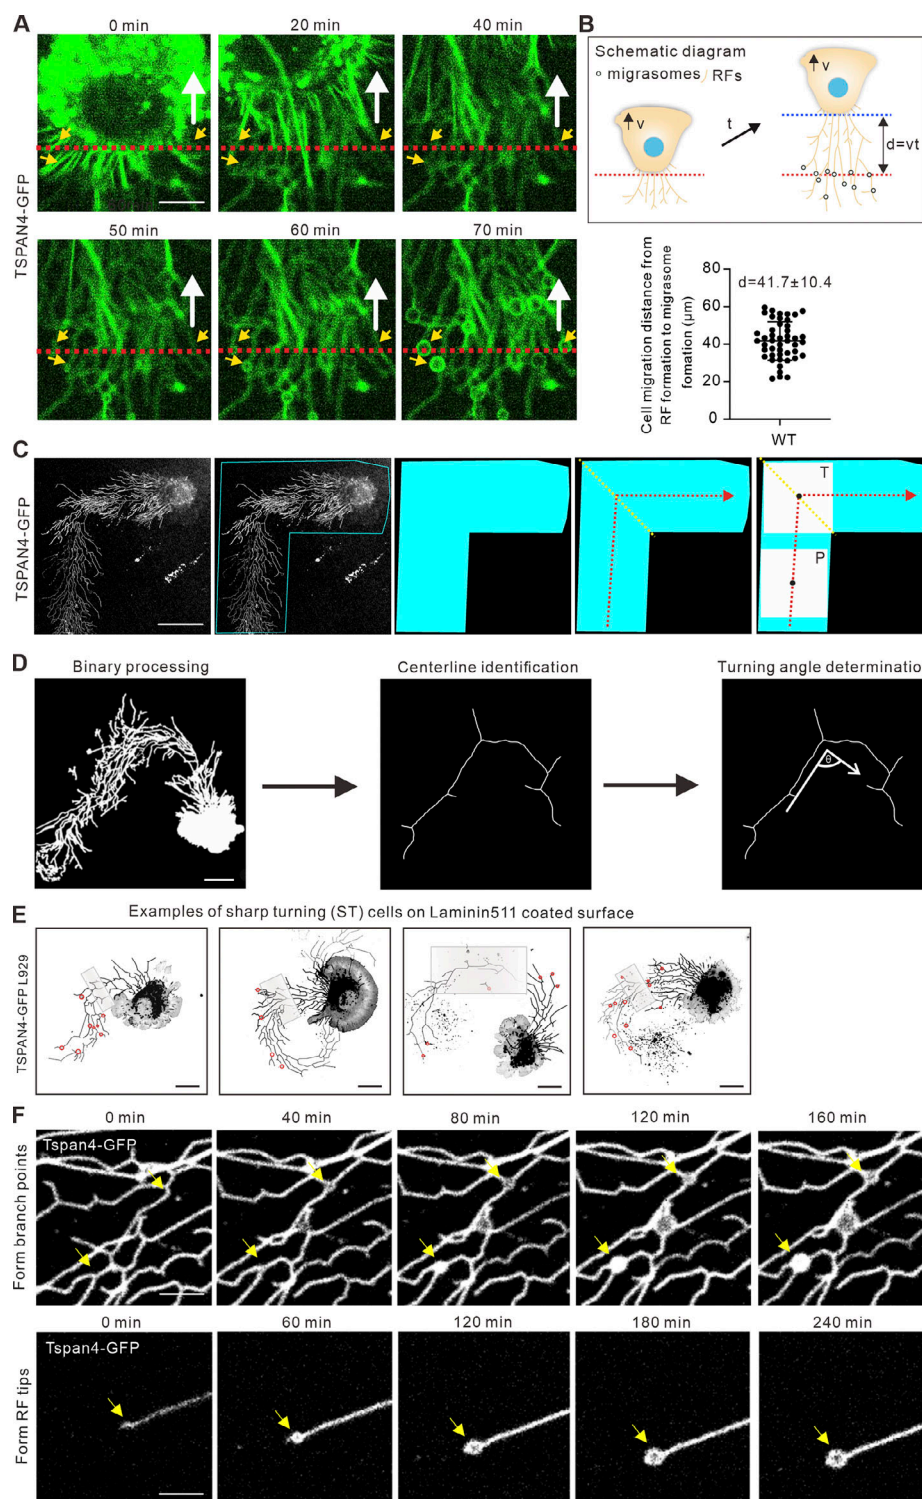 A
0 min
20 min
40 min
TSPAN4-GFP
50 min
60 min
70 min
B
Schematic diagram
migrasomes
RFs
v
t
v
d=vt
Cell migration distance from
RF formation to migrasome
fomation (μm)
80
60
40
20
0
d=41.7±10.4
WT
C
TSPAN4-GFP
T
P
D
Binary processing
Centerline identification
Turning angle determination
θ
E
Examples of sharp turning (ST) cells on Laminin511 coated surface
TSPAN4-GFP L929
F
0 min
40 min
80 min
120 min
160 min
Form branch points
Tspan4-GFP
0 min
60 min
120 min
180 min
240 min
Form RF tips
Tspan4-GFP